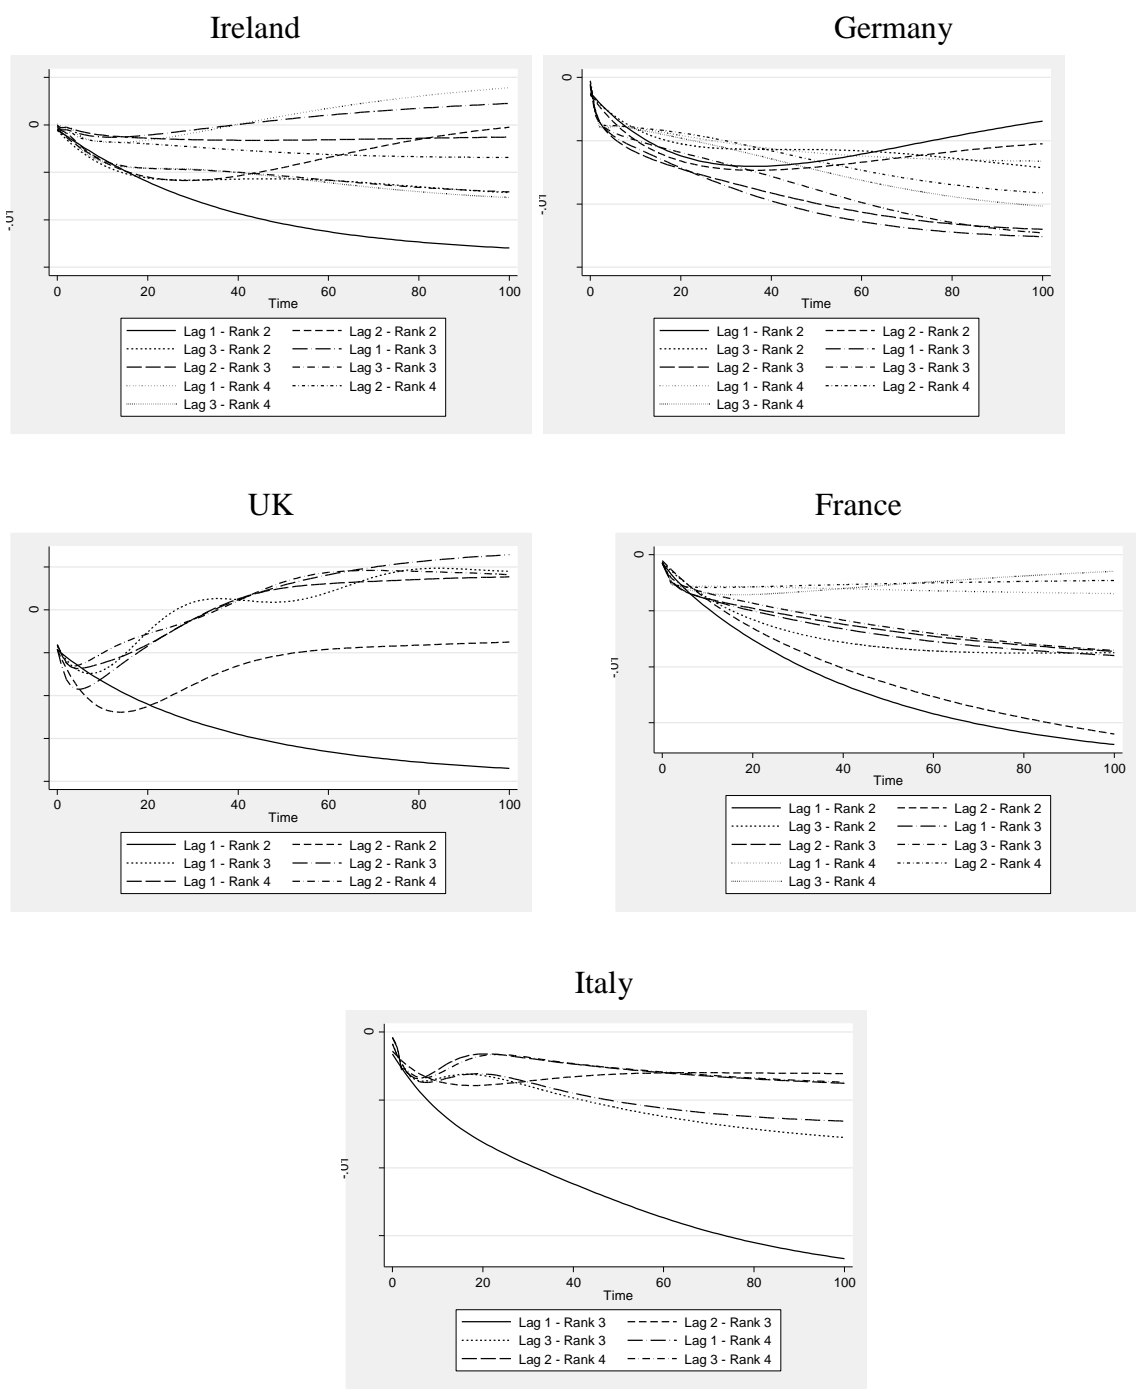 Ireland
Germany
0
-.01
0 20 40 60 80 100
Time
Lag 1 - Rank 2 Lag 2 - Rank 2
Lag 3 - Rank 2 Lag 1 - Rank 3
Lag 2 - Rank 3 Lag 3 - Rank 3
Lag 1 - Rank 4 Lag 2 - Rank 4
Lag 3 - Rank 4
0
-.01
0 20 40 60 80 100
Time
Lag 1 - Rank 2 Lag 2 - Rank 2
Lag 3 - Rank 2 Lag 1 - Rank 3
Lag 2 - Rank 3 Lag 3 - Rank 3
Lag 1 - Rank 4 Lag 2 - Rank 4
Lag 3 - Rank 4
UK
France
0
0 20 40 60 80 100
Time
Lag 1 - Rank 2 Lag 2 - Rank 2
Lag 1 - Rank 3 Lag 2 - Rank 3
Lag 1 - Rank 4 Lag 2 - Rank 4
0
-.01
0 20 40 60 80 100
Time
Lag 1 - Rank 2 Lag 2 - Rank 2
Lag 3 - Rank 2 Lag 1 - Rank 3
Lag 2 - Rank 3 Lag 3 - Rank 3
Lag 1 - Rank 4 Lag 2 - Rank 4
Lag 3 - Rank 4
Italy
0
-.01
0 20 40 60 80 100
Time
Lag 1 - Rank 3 Lag 2 - Rank 3
Lag 3 - Rank 3 Lag 1 - Rank 4
Lag 2 - Rank 4 Lag 3 - Rank 4